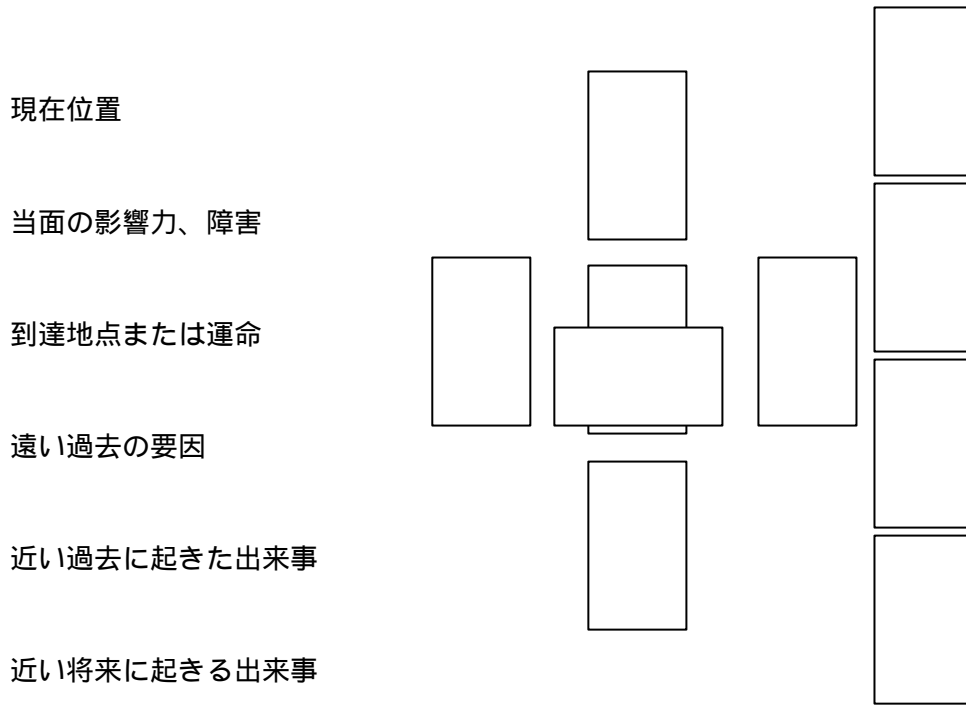 現在位置
当面の影響力、障害
到達地点または運命
遠い過去の要因
近い過去に起きた出来事
近い将来に起きる出来事